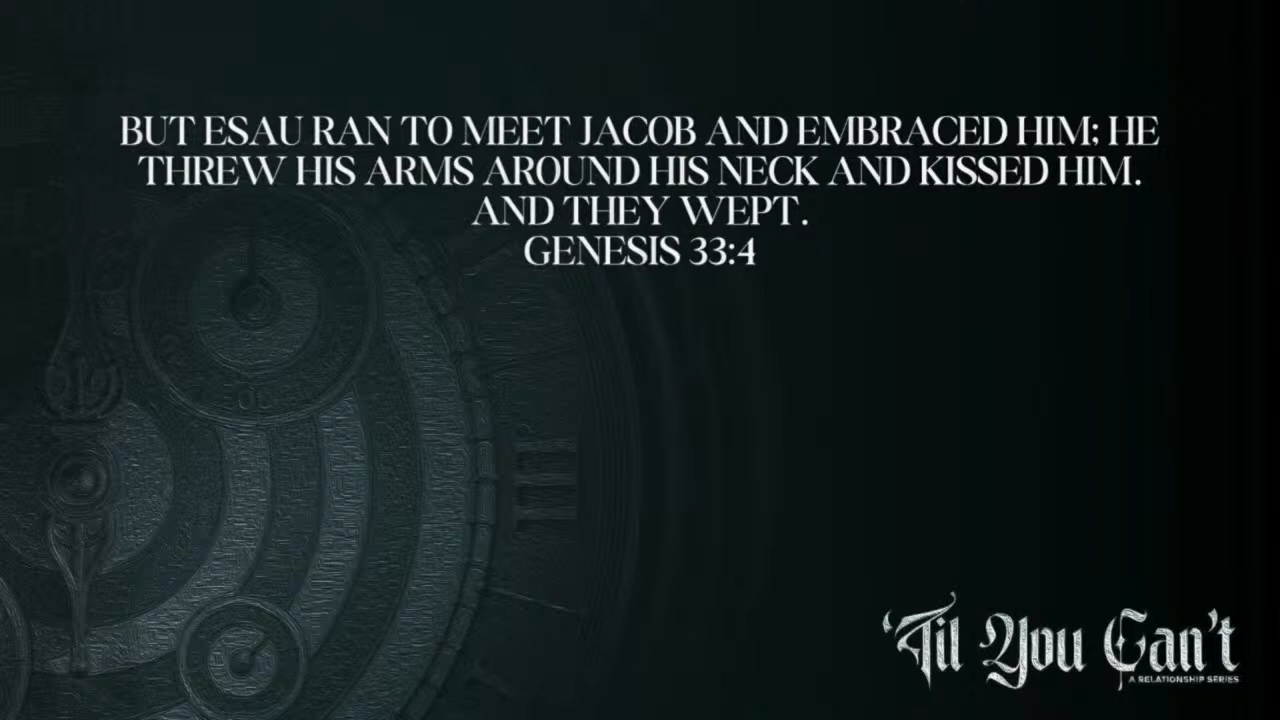 BUT ESAU RAN TO MEET JACOB AND EMBRACED HIM; HE
THREW HIS ARMS AROUND HIS NECK AND KISSED HIM.
AND THEY WEPT.
GENESIS 33:4
III
'Til You Can't
A RELATIONSHIP SERIES